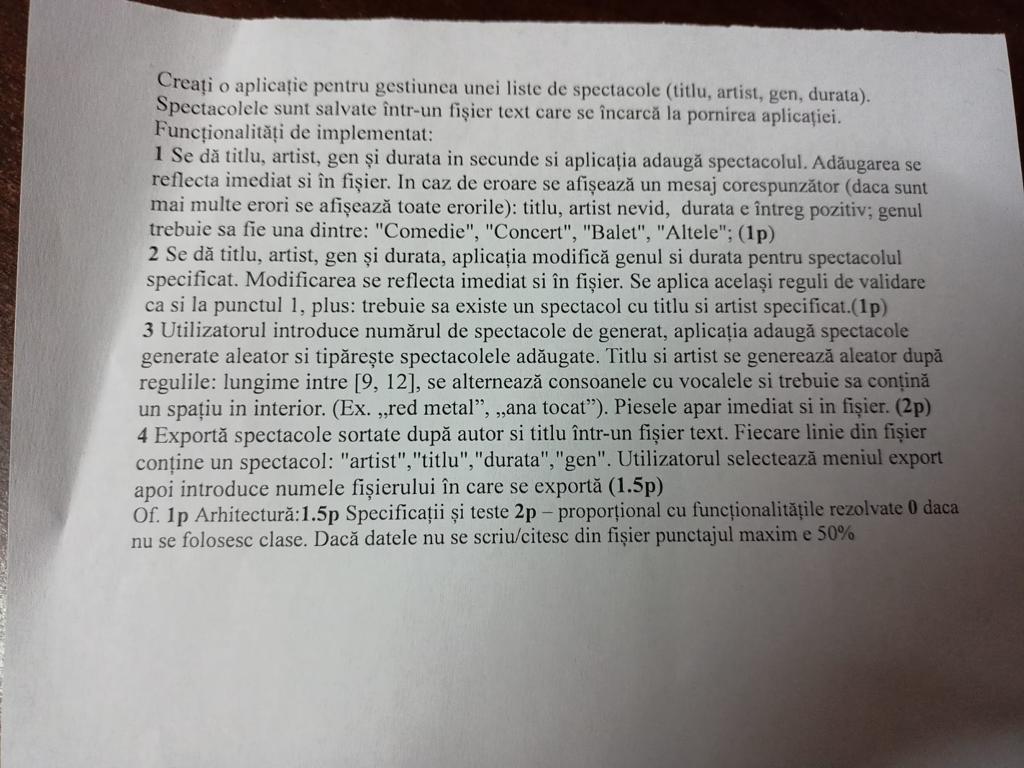 Creați o aplicație pentru gestiunea unei liste de spectacole (titlu, artist, gen, durata).
Spectacolele sunt salvate într-un fișier text care se încarcă la pornirea aplicației.
Funcționalități de implementat:
1 Se dă titlu, artist, gen și durata in secunde si aplicația adaugă spectacolul. Adăugarea se
reflecta imediat si în fișier. In caz de eroare se afișează un mesaj corespunzător (daca sunt
mai multe erori se afișează toate erorile): titlu, artist nevid, durata e întreg pozitiv; genul
trebuie sa fie una dintre: "Comedie", "Concert", "Balet", "Altele"; (1p)
2 Se dă titlu, artist, gen și durata, aplicația modifică genul si durata pentru spectacolul
specificat. Modificarea se reflecta imediat si în fișier. Se aplica același reguli de validare
ca si la punctul 1, plus: trebuie sa existe un spectacol cu titlu si artist specificat.(1p)
3 Utilizatorul introduce numărul de spectacole de generat, aplicația adaugă spectacole
generate aleator si tipărește spectacolele adăugate. Titlu si artist se generează aleator după
regulile: lungime intre [9, 12], se alternează consoanele cu vocalele si trebuie sa conțină
un spațiu in interior. (Ex. „red metal”, „ana tocat”). Piesele apar imediat si in fișier. (2p)
4 Exportă spectacole sortate după autor si titlu într-un fișier text. Fiecare linie din fișier
conține un spectacol: "artist","titlu","durata","gen". Utilizatorul selectează meniul export
apoi introduce numele fișierului în care se exportă (1.5p)
Of. 1p Arhitectură:1.5p Specificații și teste 2p – proporțional cu funcționalitățile rezolvate 0 daca
nu se folosesc clase. Dacă datele nu se scriu/citesc din fișier punctajul maxim e 50%